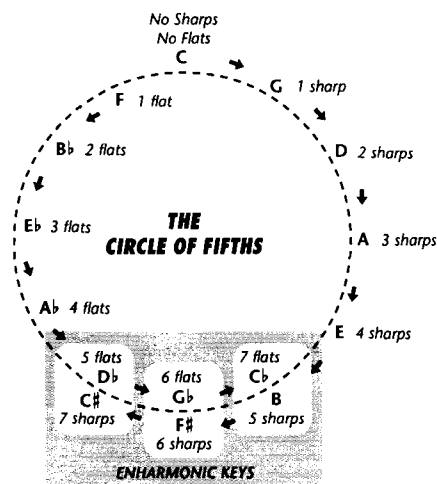 No Sharps
No Flats
C
F 1 flat
G 1 sharp
B♭ 2 flats
D 2 sharps
E♭ 3 flats
THE
CIRCLE OF FIFTHS
A 3 sharps
A♭ 4 flats
E 4 sharps
5 flats
D♭
C♯
7 sharps
6 flats
G♭
F♯
6 sharps
7 flats
C♭
B
5 sharps
ENHARMONIC KEYS